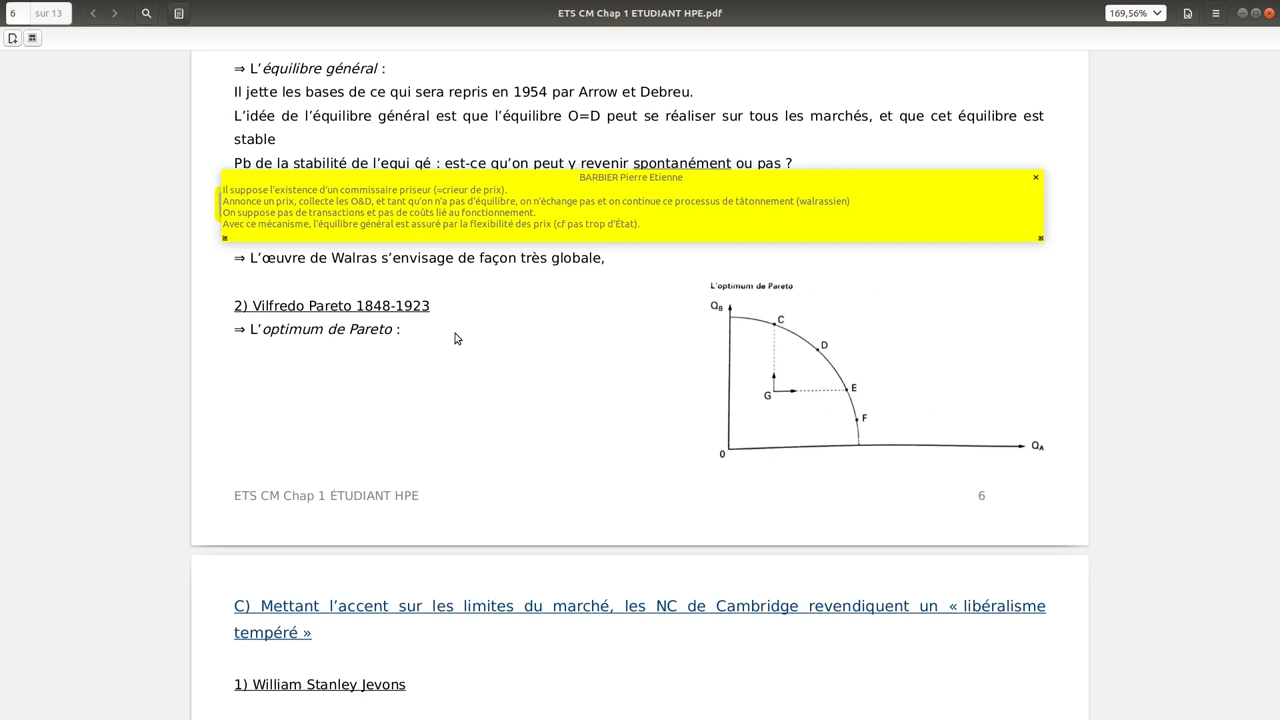 6 sur 13
ETS CM Chap 1 ETUDIANT HPE.pdf
169,56%
⇒ L’équilibre général :
Il jette les bases de ce qui sera repris en 1954 par Arrow et Debreu.
L’idée de l’équilibre général est que l’équilibre O=D peut se réaliser sur tous les marchés, et que cet équilibre est
stable
Pb de la stabilité de l’equi gé : est-ce qu’on peut y revenir spontanément ou pas ?
BARBIER Pierre Etienne
Il suppose l'existence d'un commissaire priseur (=crieur de prix).
Annonce un prix, collecte les O&D, et tant qu'on n'a pas d'équilibre, on n'échange pas et on continue ce processus de tâtonnement (walrassien)
On suppose pas de transactions et pas de coûts lié au fonctionnement.
Avec ce mécanisme, l'équilibre général est assuré par la flexibilité des prix (cf pas trop d'État).
⇒ L’œuvre de Walras s’envisage de façon très globale,
2) Vilfredo Pareto 1848-1923
⇒ L’optimum de Pareto :
L'optimum de Pareto
QB
C
D
E
G
F
0
QA
ETS CM Chap 1 ÉTUDIANT HPE
6
C) Mettant l’accent sur les limites du marché, les NC de Cambridge revendiquent un « libéralisme
tempéré »
1) William Stanley Jevons